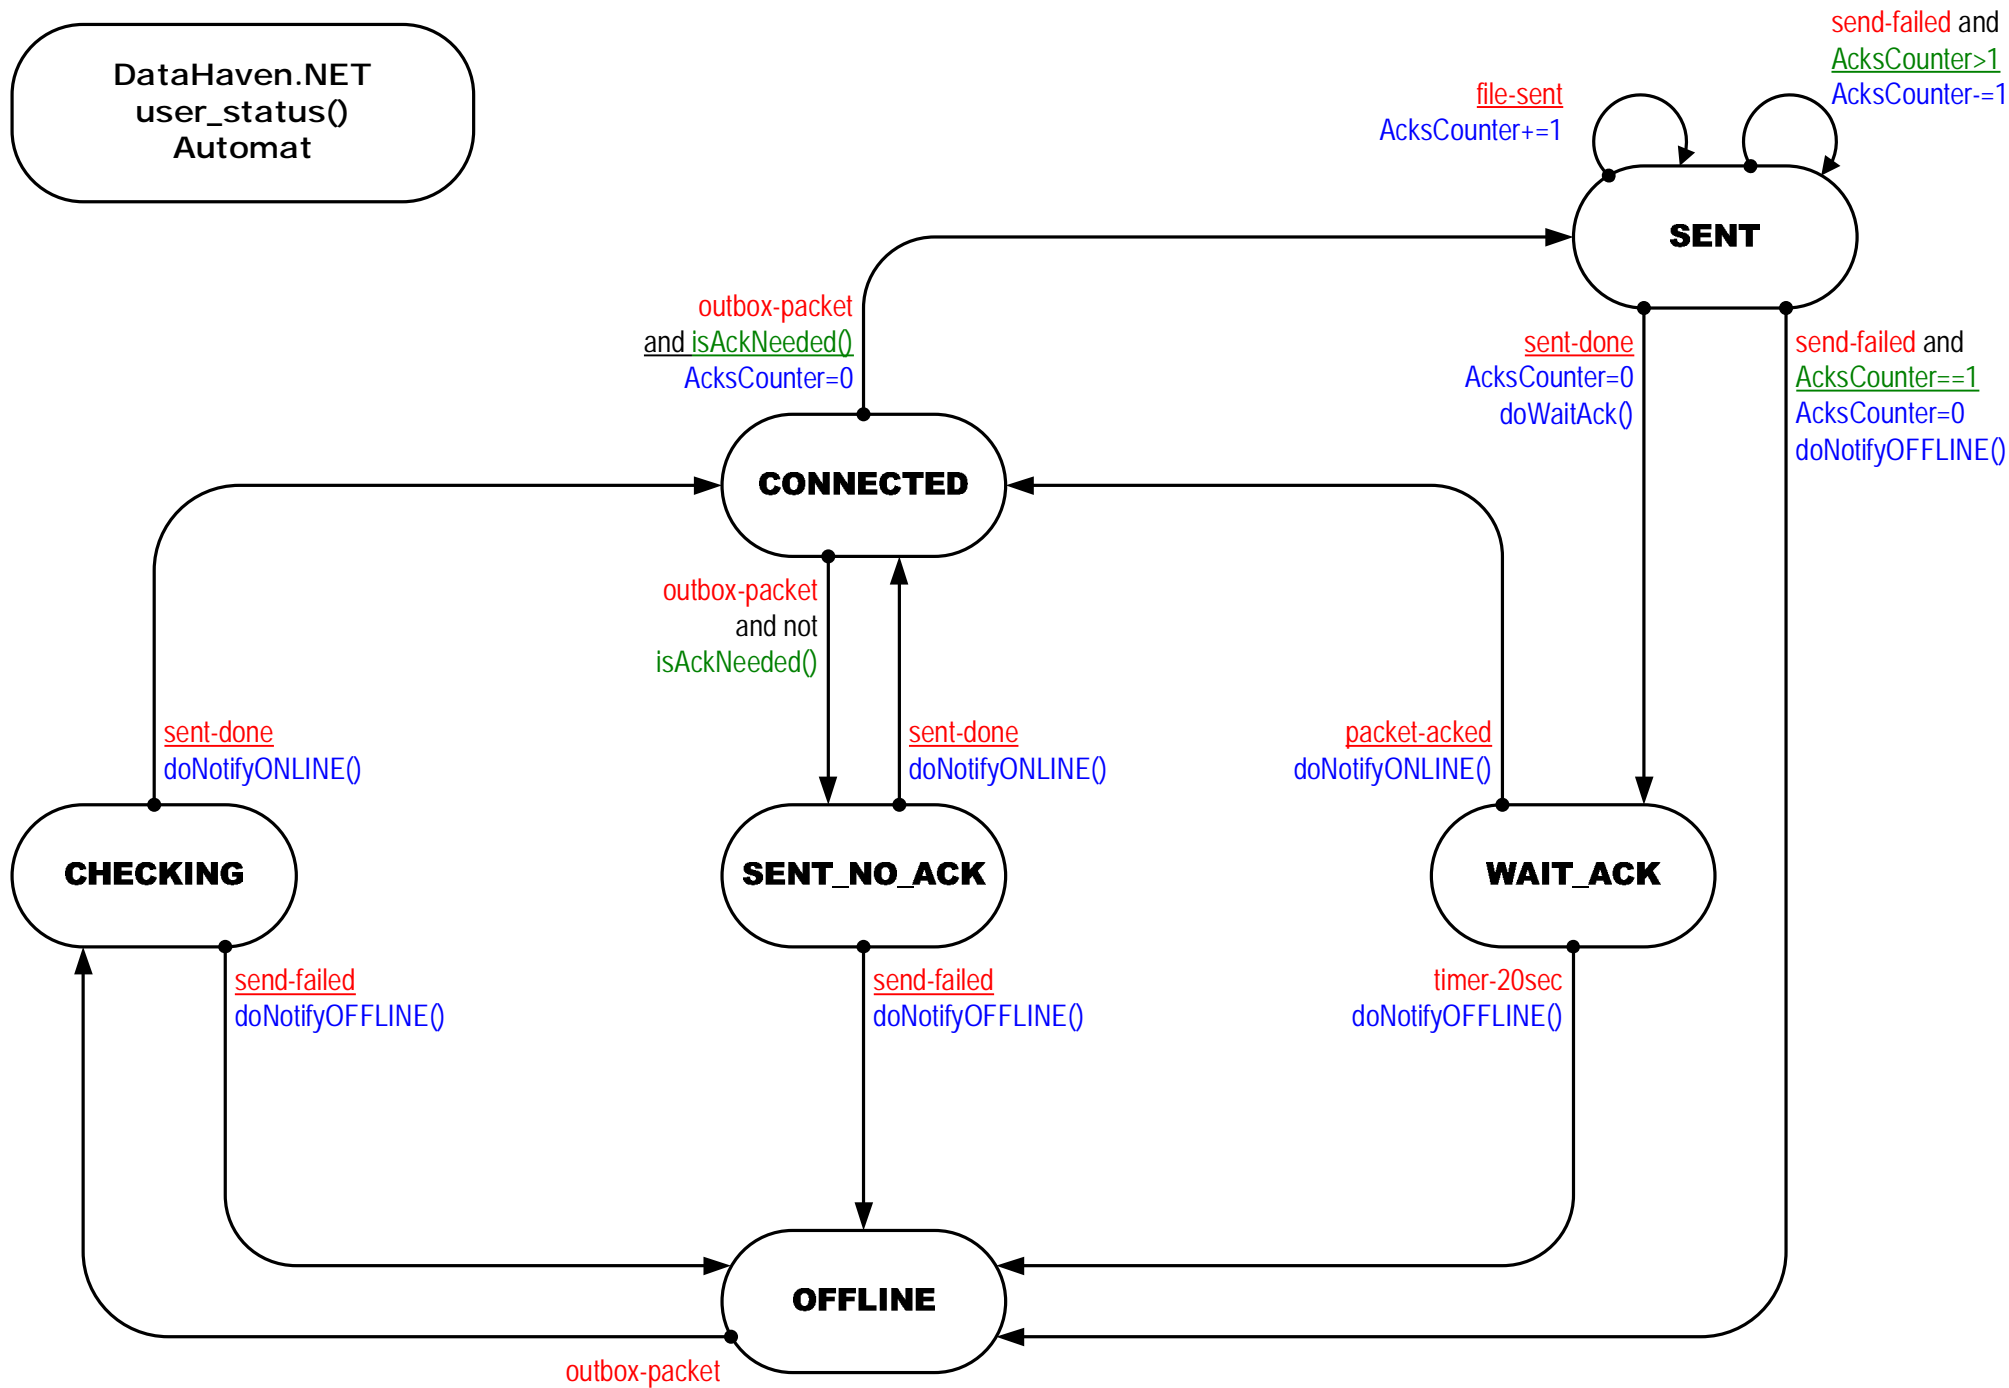 DataHaven.NET
user_status()
Automat
send-failed and
AcksCounter>1
AcksCounter-=1
file-sent
AcksCounter+=1
SENT
outbox-packet
and isAckNeeded()
AcksCounter=0
sent-done
AcksCounter=0
doWaitAck()
send-failed and
AcksCounter==1
AcksCounter=0
doNotifyOFFLINE()
CONNECTED
outbox-packet
and not
isAckNeeded()
sent-done
doNotifyONLINE()
sent-done
doNotifyONLINE()
packet-acked
doNotifyONLINE()
CHECKING
SENT_NO_ACK
WAIT_ACK
send-failed
doNotifyOFFLINE()
send-failed
doNotifyOFFLINE()
timer-20sec
doNotifyOFFLINE()
OFFLINE
outbox-packet